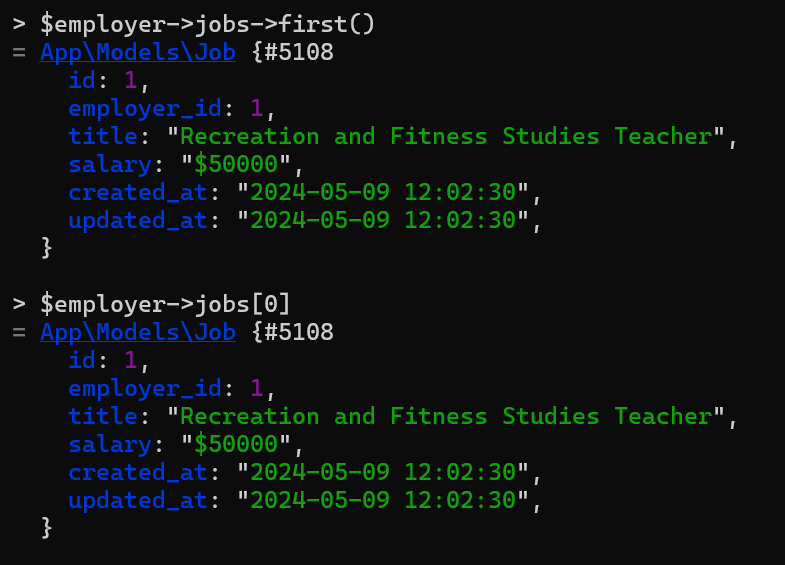 > $employer->jobs->first()
= App\Models\Job {#5108
    id: 1,
    employer_id: 1,
    title: "Recreation and Fitness Studies Teacher",
    salary: "$50000",
    created_at: "2024-05-09 12:02:30",
    updated_at: "2024-05-09 12:02:30",
  }
> $employer->jobs[0]
= App\Models\Job {#5108
    id: 1,
    employer_id: 1,
    title: "Recreation and Fitness Studies Teacher",
    salary: "$50000",
    created_at: "2024-05-09 12:02:30",
    updated_at: "2024-05-09 12:02:30",
  }